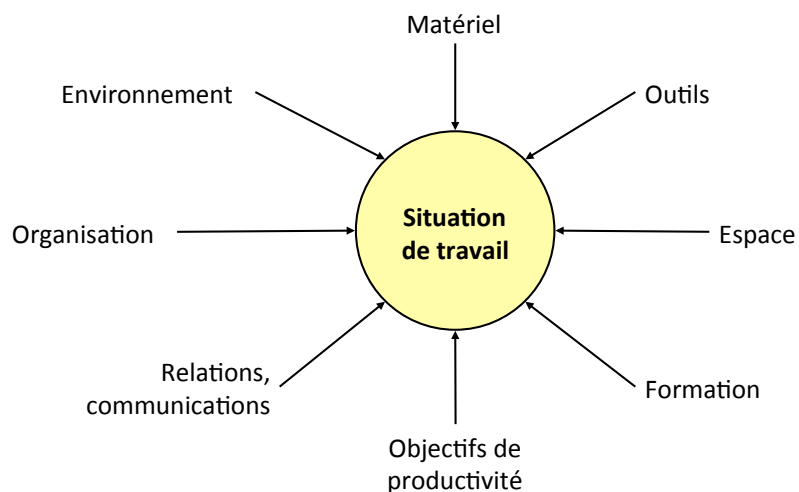 Matériel
Environnement
Outils
Situation
de travail
Organisation
Espace
Relations,
communications
Formation
Objectifs de
productivité